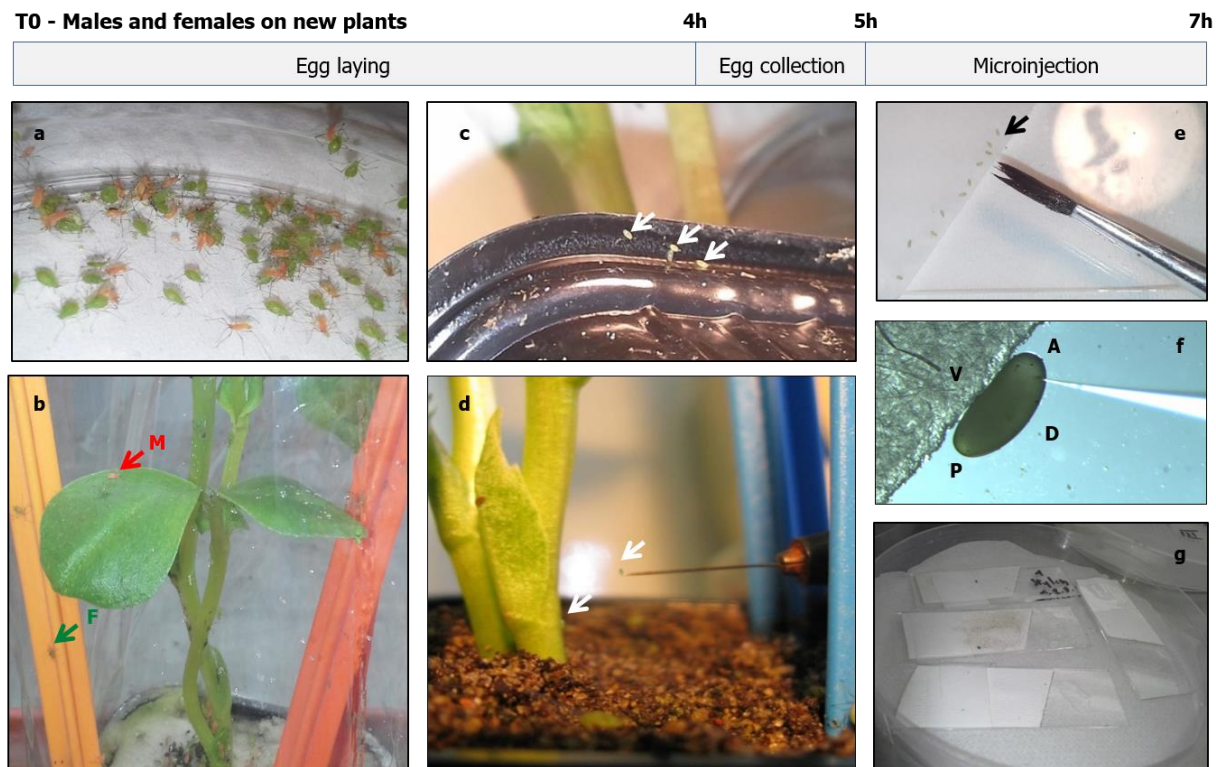 T0 - Males and females on new plants 4h 5h 7h
Egg laying Egg collection Microinjection
a
c
e
b
M
F
d
A
f
V
D
P
g